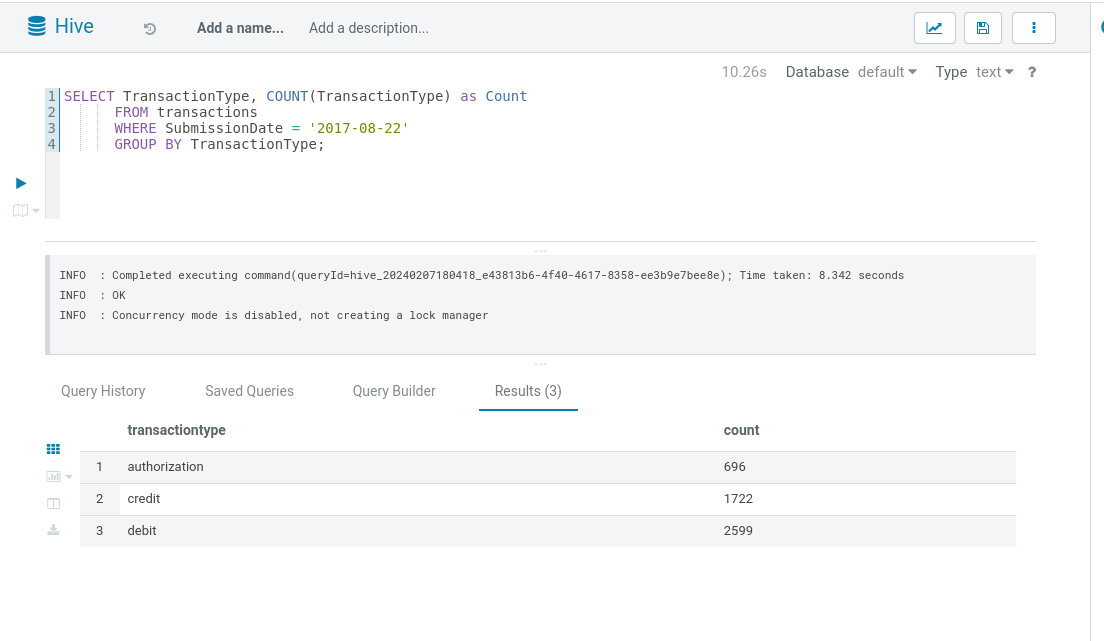 Hive
Add a name... Add a description...
10.26s Database default Type text ?
1 SELECT TransactionType, COUNT(TransactionType) as Count
2 FROM transactions
3 WHERE SubmissionDate = '2017-08-22'
4 GROUP BY TransactionType;
INFO : Completed executing command(queryId=hive_20240207180418_e43813b6-4f40-4617-8358-ee3b9e7bee8e); Time taken: 8.342 seconds
INFO : OK
INFO : Concurrency mode is disabled, not creating a lock manager
Query History Saved Queries Query Builder Results (3)
transactiontype count
1 authorization 696
2 credit 1722
3 debit 2599